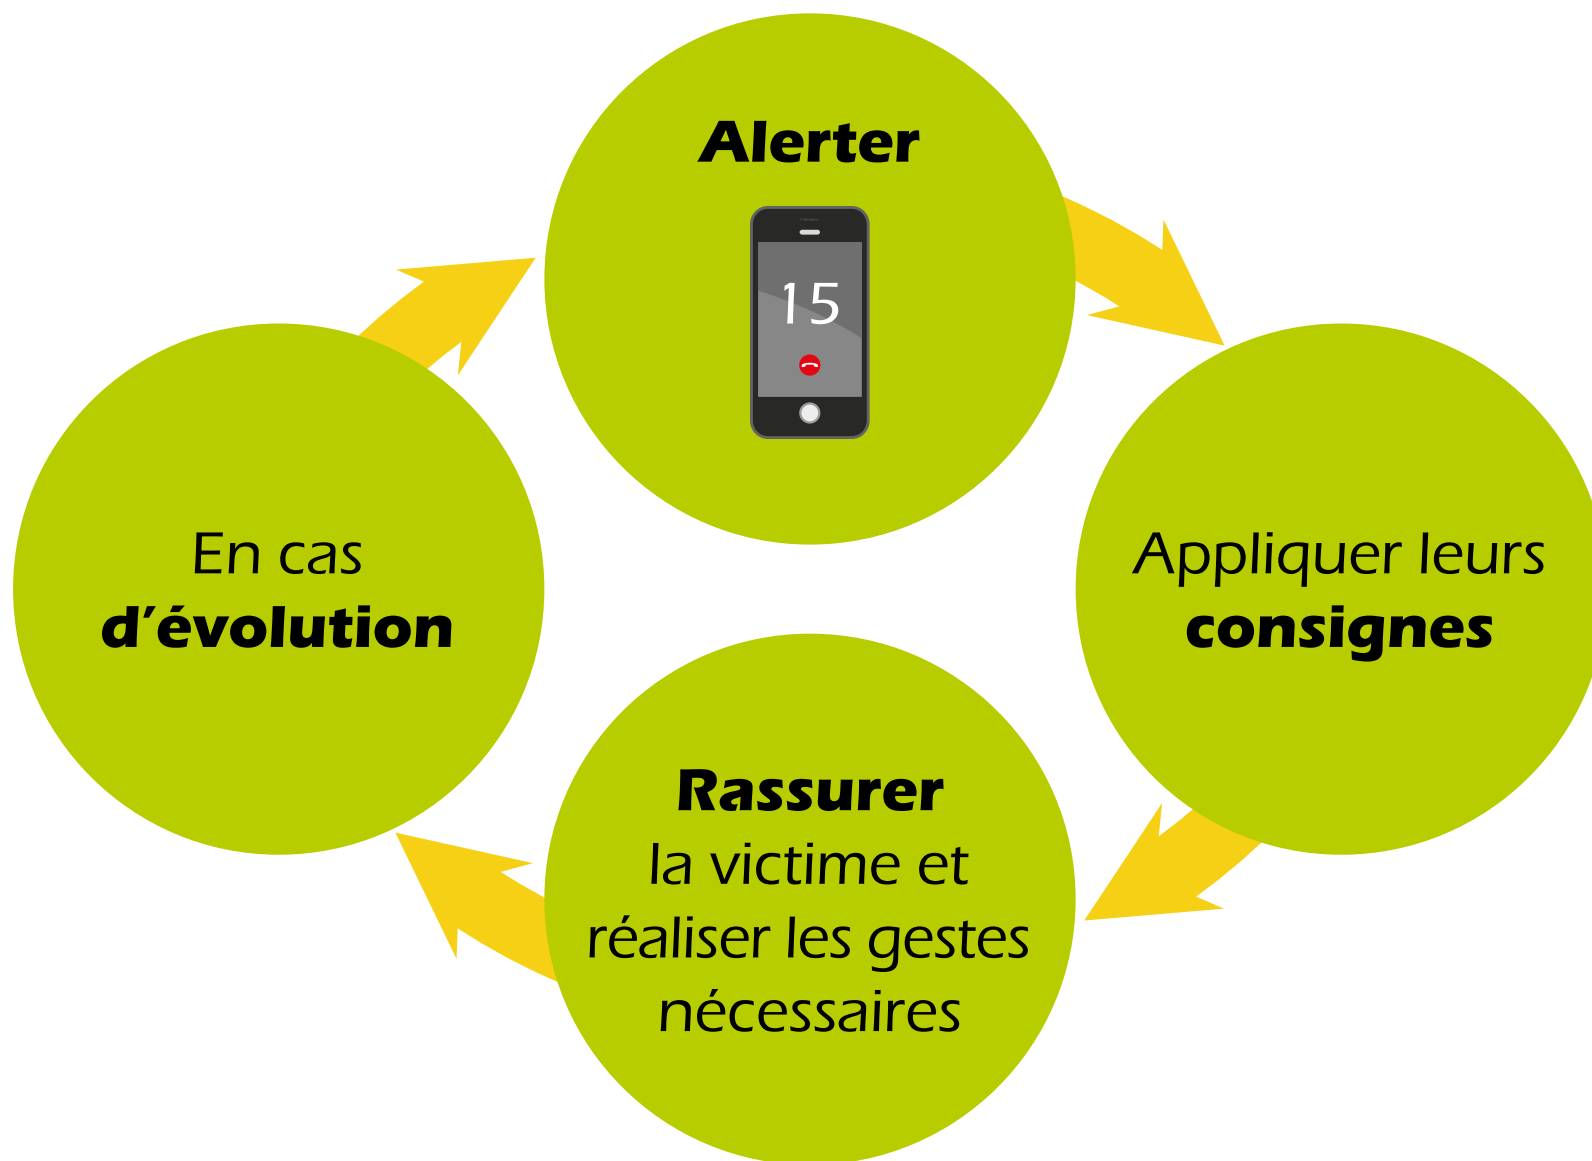 Alerter
15
Appliquer leurs
consignes
Rassurer
la victime et
réaliser les gestes
nécessaires
En cas
d'évolution